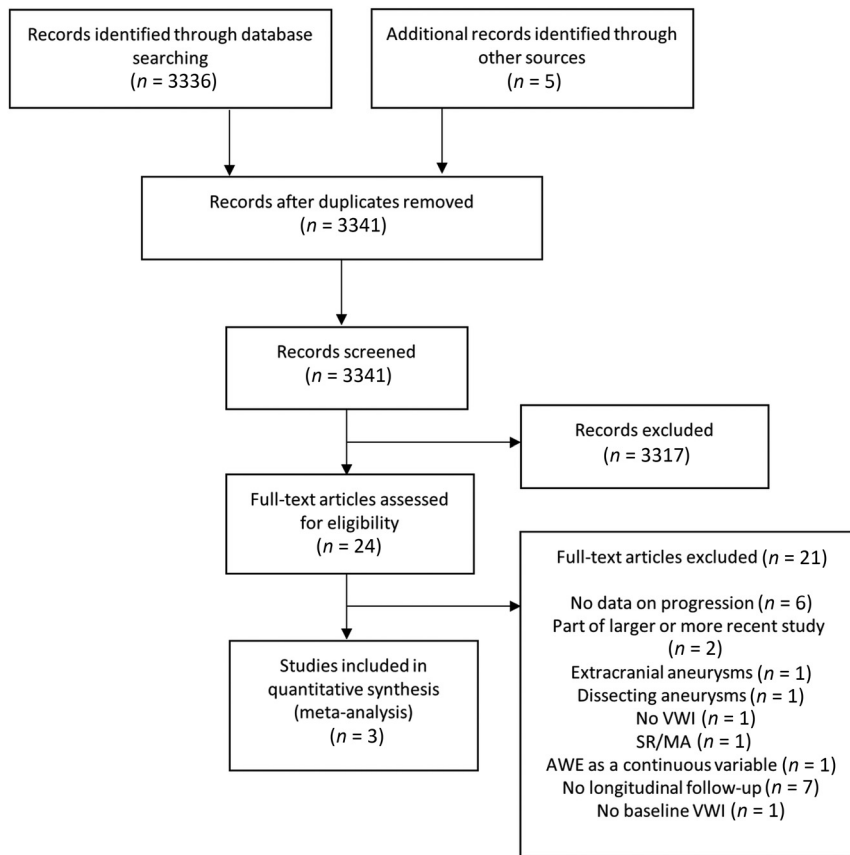 Records identified through database
searching
(n = 3336)
Additional records identified through
other sources
(n = 5)
Records after duplicates removed
(n = 3341)
Records screened
(n = 3341)
Records excluded
(n = 3317)
Full-text articles assessed
for eligibility
(n = 24)
Full-text articles excluded (n = 21)
No data on progression (n = 6)
Part of larger or more recent study
(n = 2)
Extracranial aneurysms (n = 1)
Dissecting aneurysms (n = 1)
No VWI (n = 1)
SR/MA (n = 1)
AWE as a continuous variable (n = 1)
No longitudinal follow-up (n = 7)
No baseline VWI (n = 1)
Studies included in
quantitative synthesis
(meta-analysis)
(n = 3)